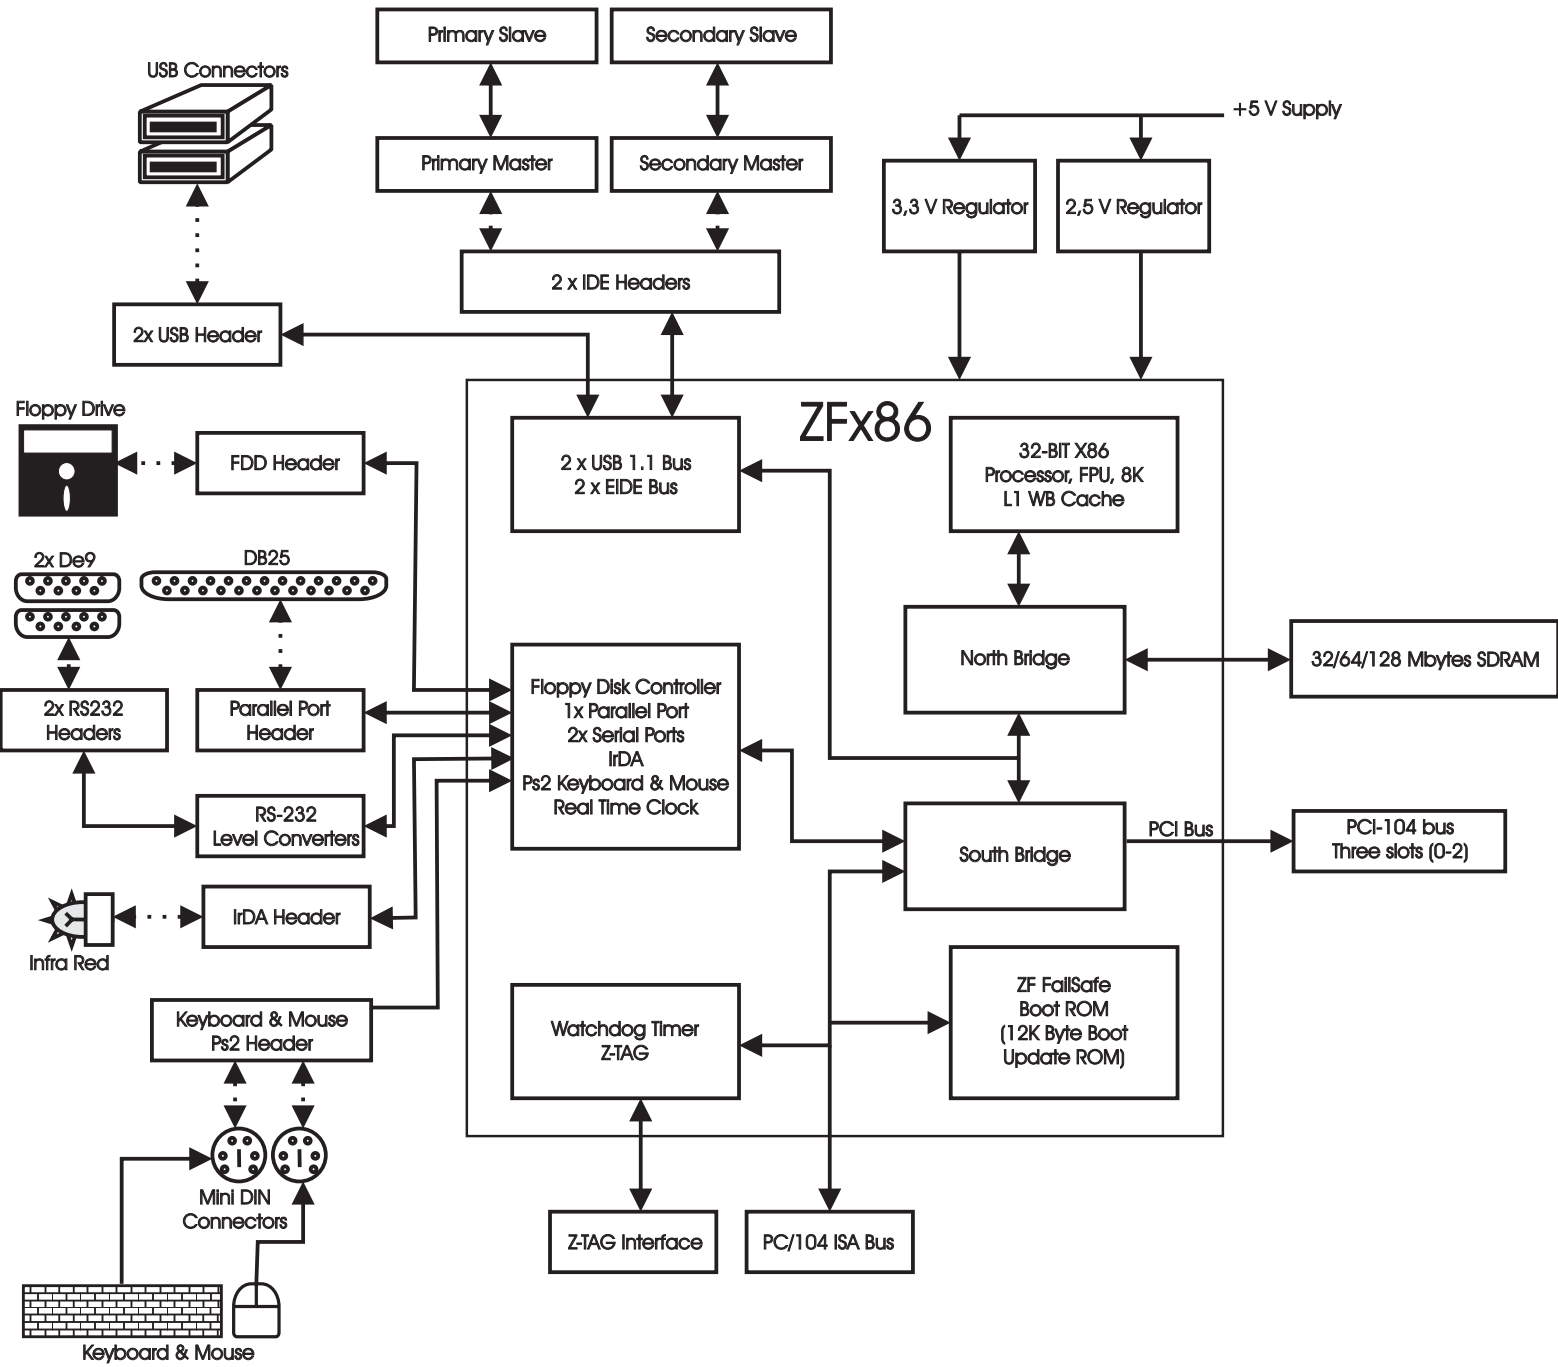 Primary Slave
Secondary Slave
USB Connectors
+5 V Supply
Primary Master
Secondary Master
3,3 V Regulator
2,5 V Regulator
2 x IDE Headers
2x USB Header
Floppy Drive
FDD Header
ZFx86
2 x USB 1.1 Bus
2 x EIDE Bus
32-BIT X86
Processor, FPU, 8K
L1 WB Cache
2x De9
DB25
North Bridge
32/64/128 Mbytes SDRAM
2x RS232
Headers
Parallel Port
Header
Floppy Disk Controller
1x Parallel Port
2x Serial Ports
IrDA
Ps2 Keyboard & Mouse
Real Time Clock
RS-232
Level Converters
South Bridge
PCI Bus
PCI-104 bus
Three slots (0-2)
IrDA Header
Infra Red
Keyboard & Mouse
Ps2 Header
Watchdog Timer
Z-TAG
ZF FailSafe
Boot ROM
(12K Byte Boot
Update ROM)
Mini DIN
Connectors
Z-TAG Interface
PC/104 ISA Bus
Keyboard & Mouse